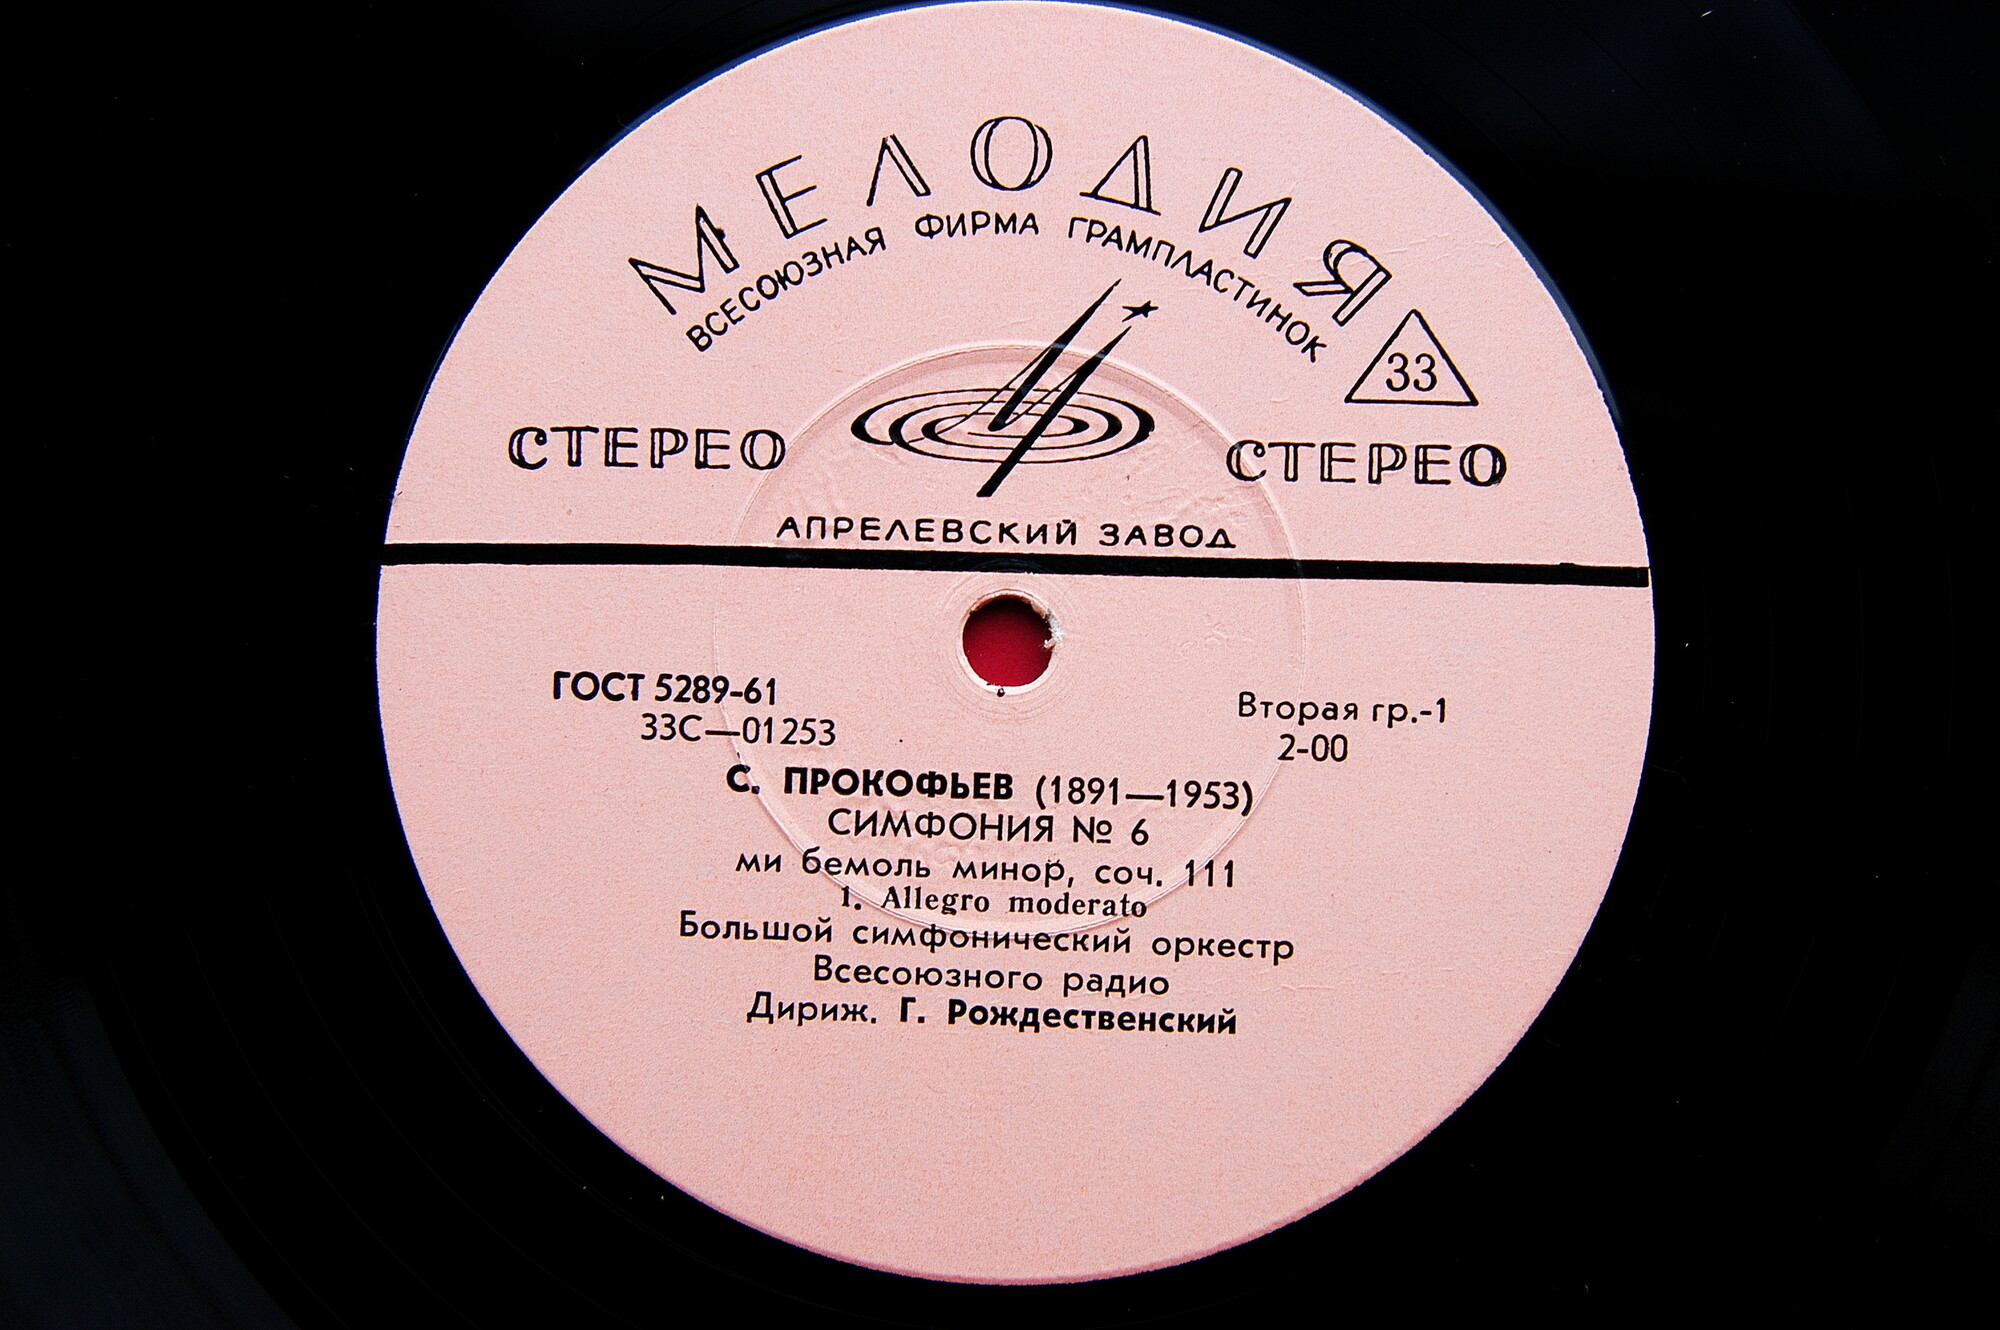 МЕЛОДИЯ
ВСЕСОЮЗНАЯ ФИРМА ГРАМПЛАСТИНОК
33
СТЕРЕО
СТЕРЕО
АПРЕЛЕВСКИЙ ЗАВОД
ГОСТ 5289-61
33С—01253
Вторая гр.-1
2-00
С. ПРОКОФЬЕВ (1891—1953)
СИМФОНИЯ № 6
ми бемоль минор, соч. 111
1. Allegro moderato
Большой симфонический оркестр
Всесоюзного радио
Дириж. Г. Рождественский